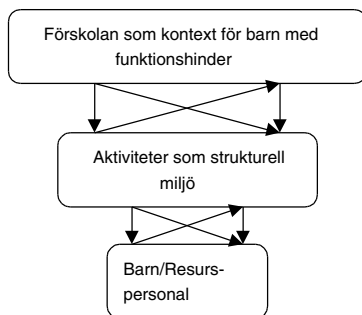 Förskolan som kontext för barn med
funktionshinder
Aktiviteter som strukturell
miljö
Barn/Resurs-
personal